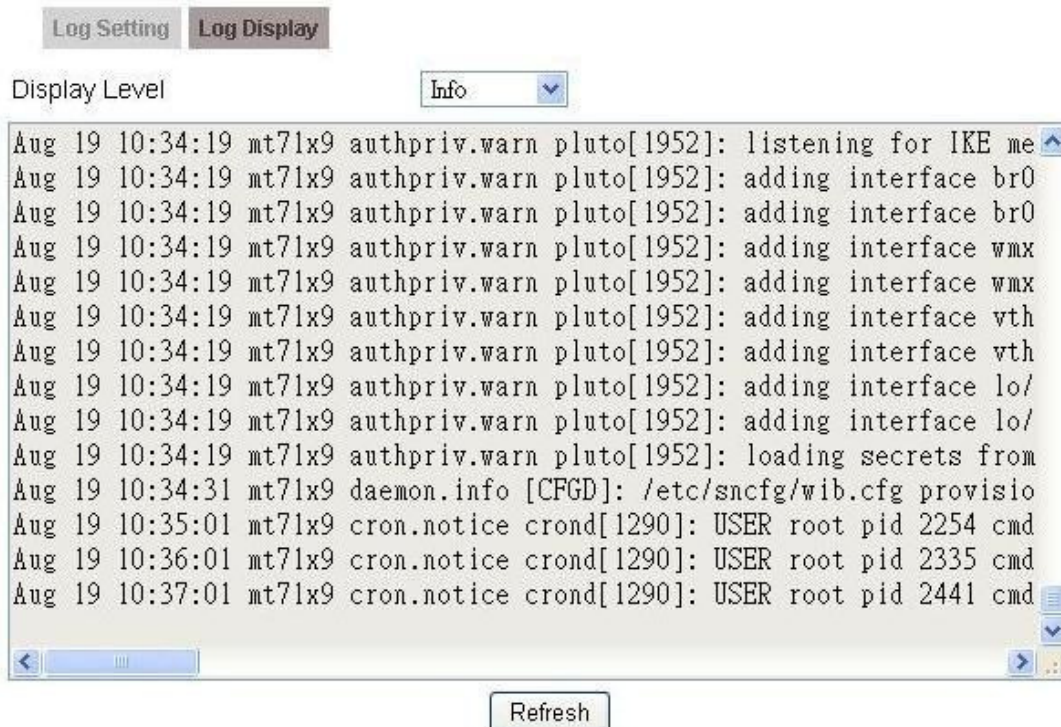 Log Setting Log Display
Display Level Info
Aug 19 10:34:19 mt71x9 authpriv.warn pluto[1952]: listening for IKE me
Aug 19 10:34:19 mt71x9 authpriv.warn pluto[1952]: adding interface br0
Aug 19 10:34:19 mt71x9 authpriv.warn pluto[1952]: adding interface br0
Aug 19 10:34:19 mt71x9 authpriv.warn pluto[1952]: adding interface wmx
Aug 19 10:34:19 mt71x9 authpriv.warn pluto[1952]: adding interface wmx
Aug 19 10:34:19 mt71x9 authpriv.warn pluto[1952]: adding interface vth
Aug 19 10:34:19 mt71x9 authpriv.warn pluto[1952]: adding interface vth
Aug 19 10:34:19 mt71x9 authpriv.warn pluto[1952]: adding interface lo/
Aug 19 10:34:19 mt71x9 authpriv.warn pluto[1952]: adding interface lo/
Aug 19 10:34:19 mt71x9 authpriv.warn pluto[1952]: loading secrets from
Aug 19 10:34:31 mt71x9 daemon.info [CFGD]: /etc/sncfg/wib.cfg provisio
Aug 19 10:35:01 mt71x9 cron.notice crond[1290]: USER root pid 2254 cmd
Aug 19 10:36:01 mt71x9 cron.notice crond[1290]: USER root pid 2335 cmd
Aug 19 10:37:01 mt71x9 cron.notice crond[1290]: USER root pid 2441 cmd
Refresh